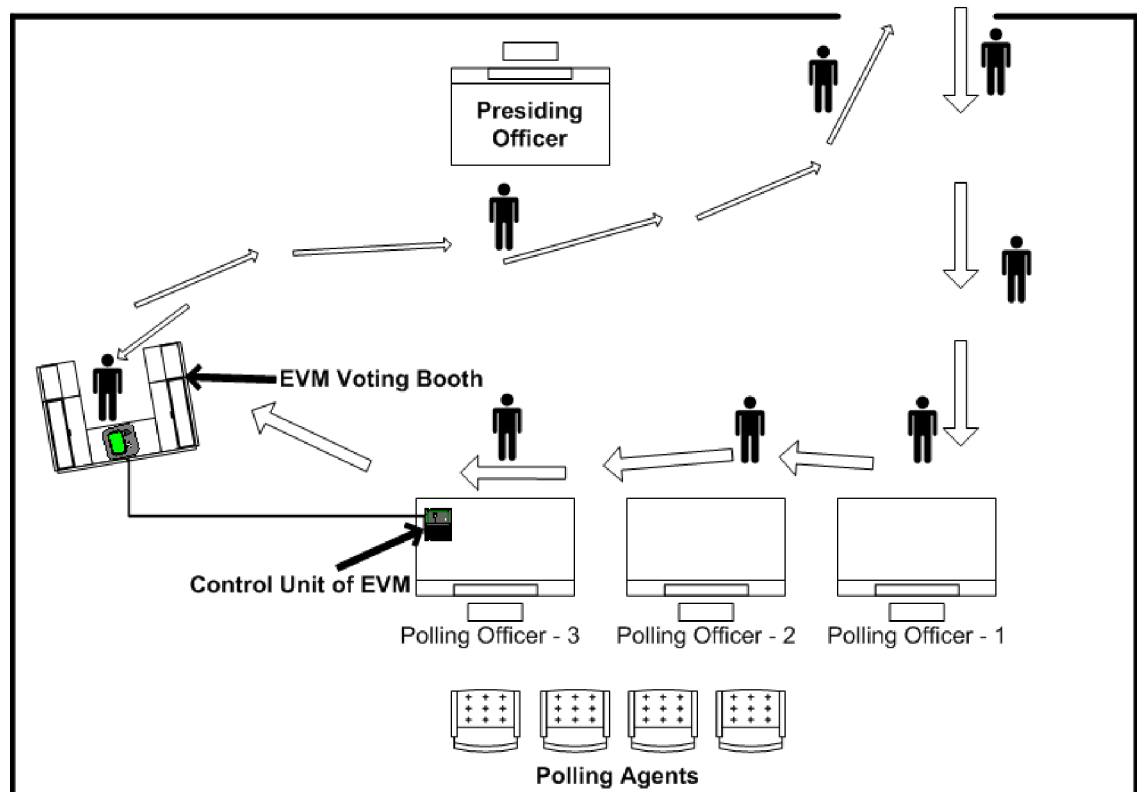 Presiding
Officer
EVM Voting Booth
Control Unit of EVM
Polling Officer - 3
Polling Officer - 2
Polling Officer - 1
Polling Agents